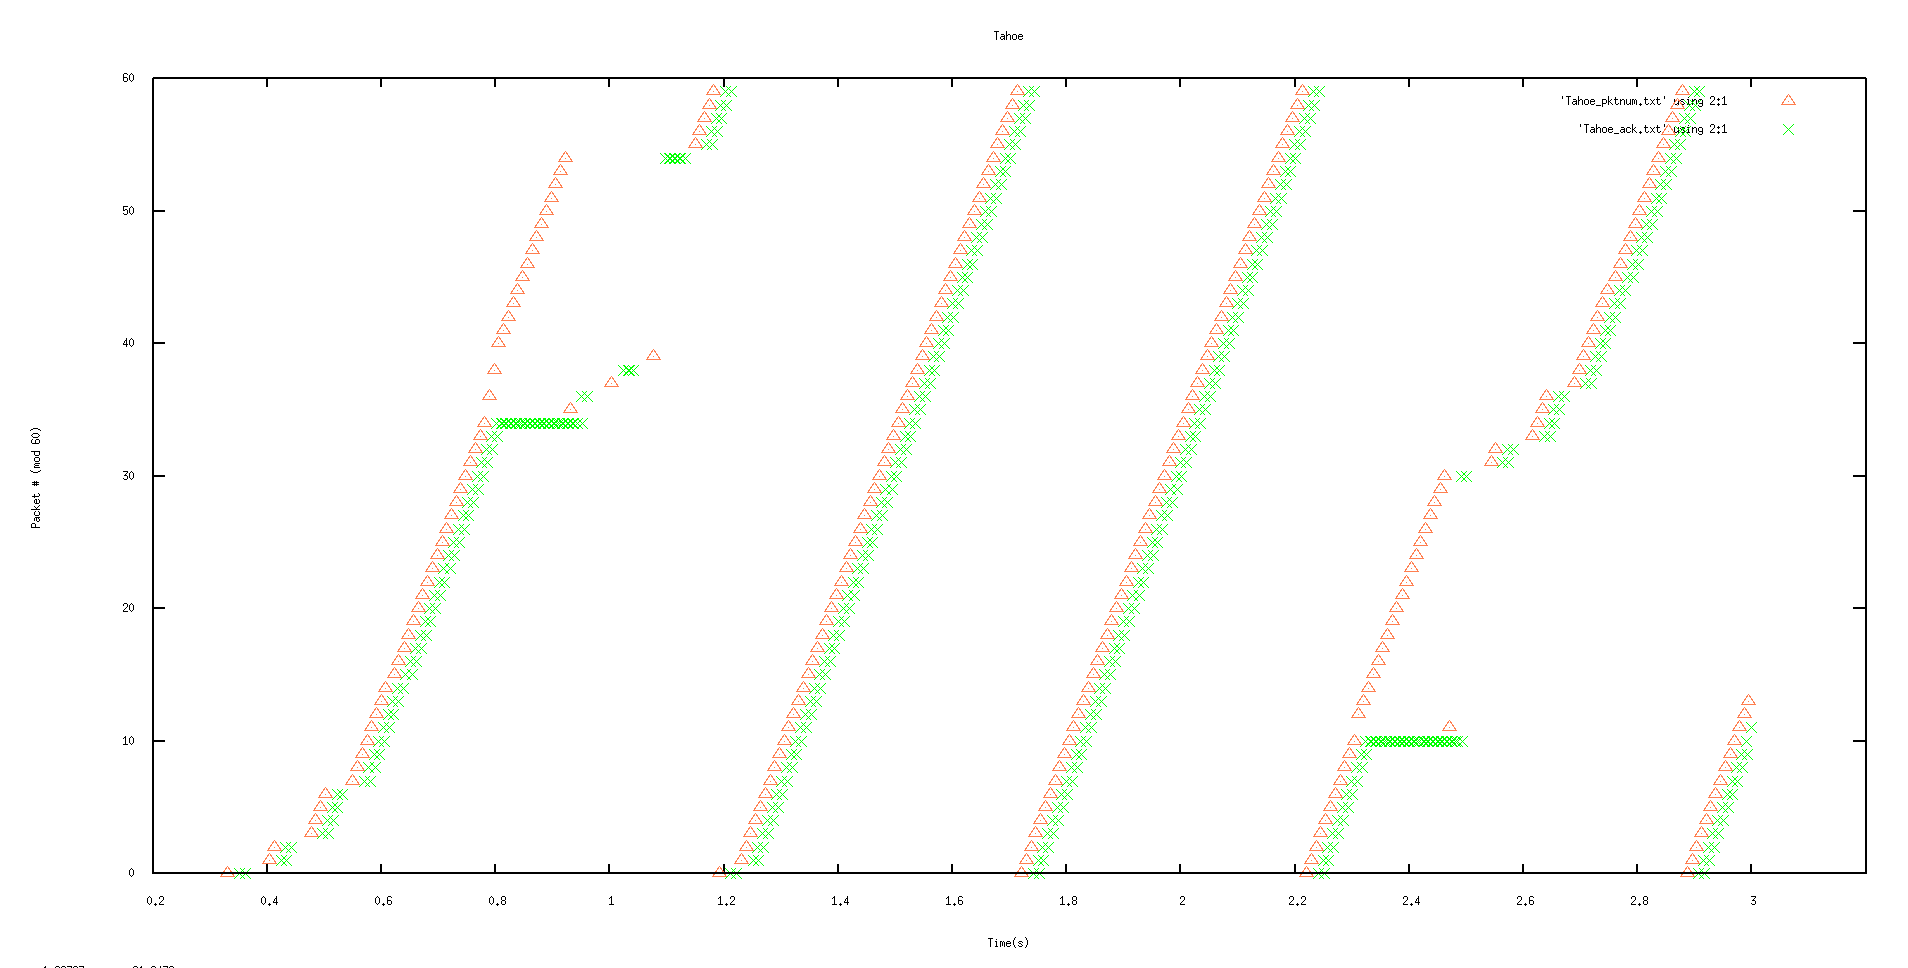 Tahoe
60
'Tahoe_pktnum.txt' using 2:1
'Tahoe_ack.txt' using 2:1
50
40
30
20
10
0
Packet # (mod 60)
0.2 0.4 0.6 0.8 1 1.2 1.4 1.6 1.8 2 2.2 2.4 2.6 2.8 3
Time(s)